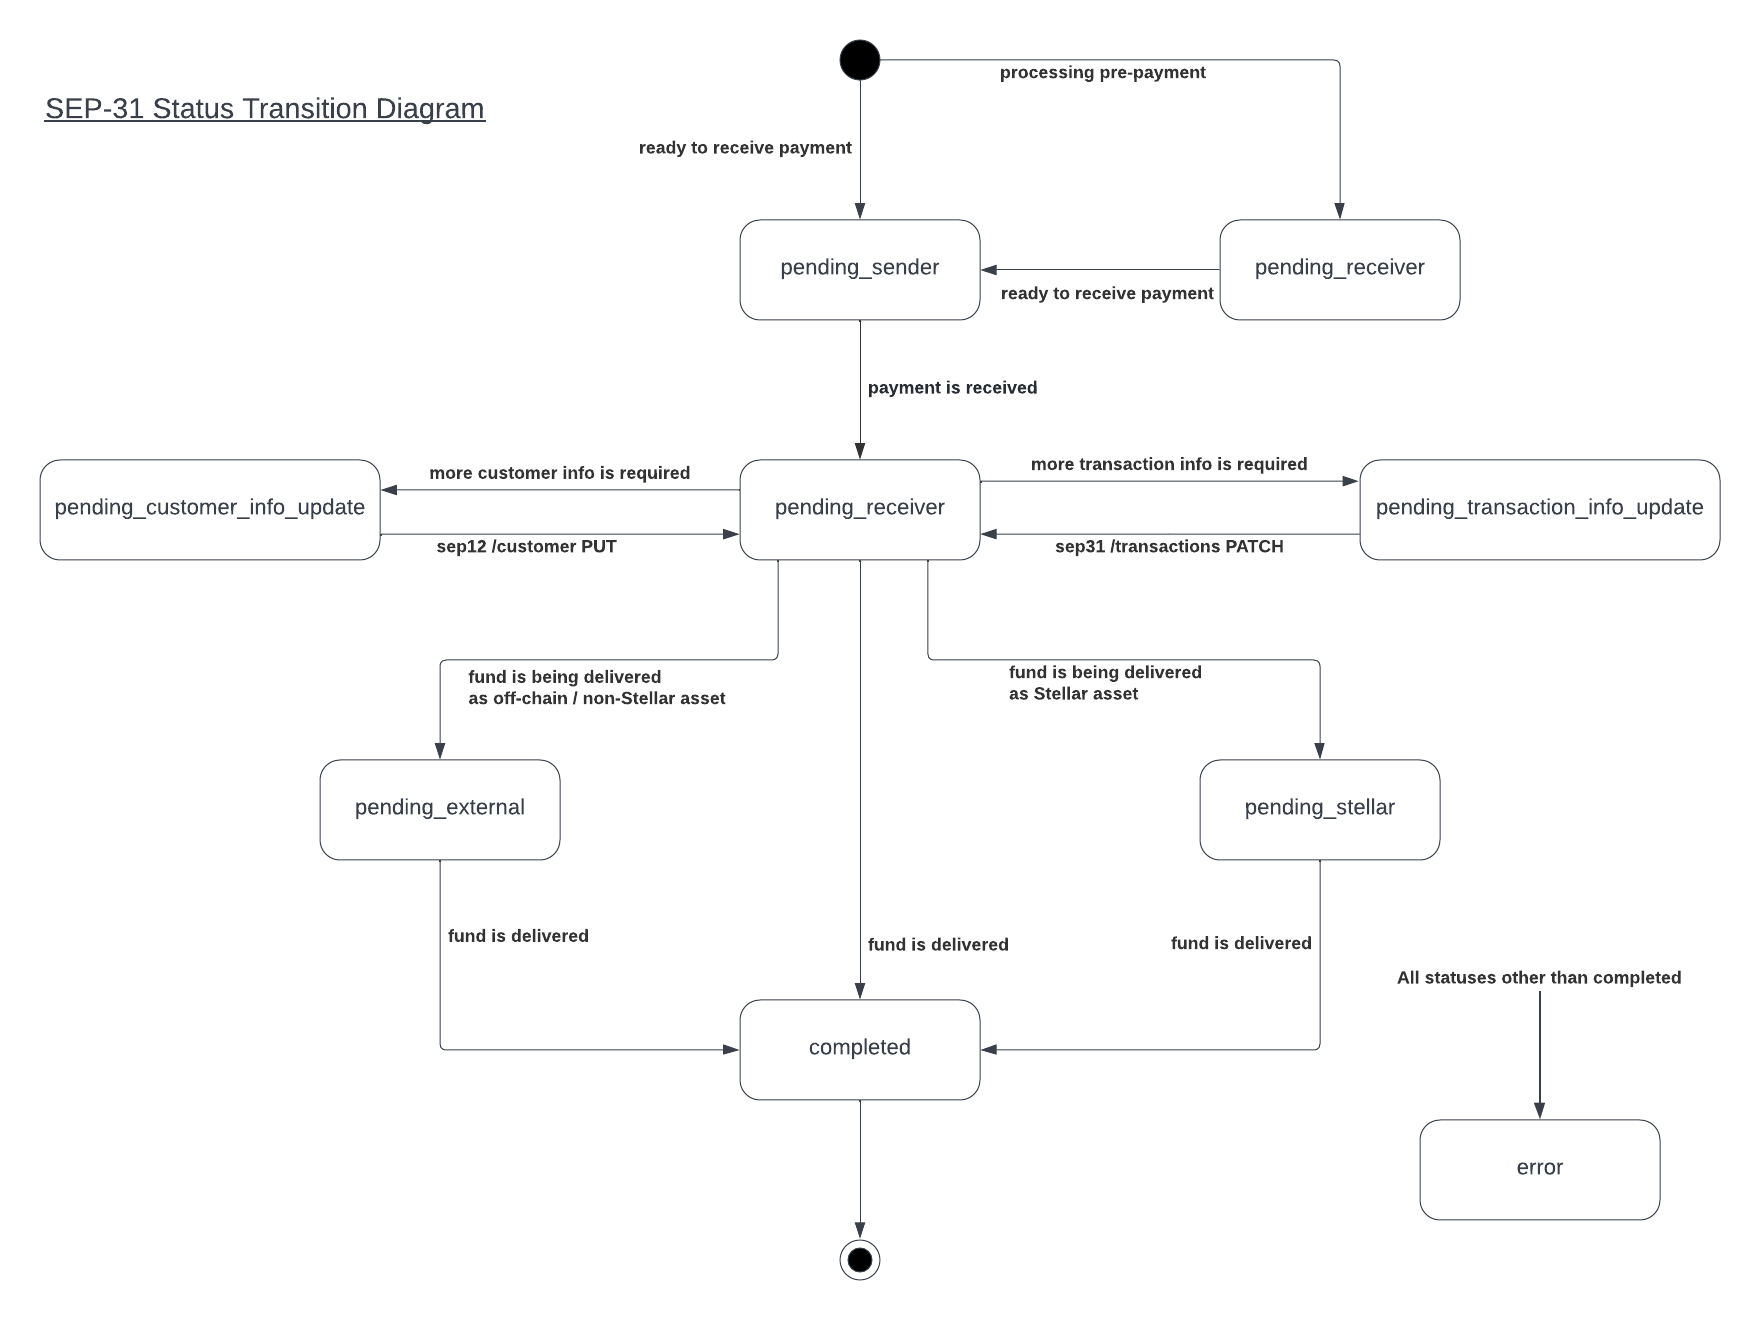 processing pre-payment
SEP-31 Status Transition Diagram
ready to receive payment
pending_sender
pending_receiver
ready to receive payment
payment is received
more customer info is required
more transaction info is required
pending_customer_info_update
pending_receiver
pending_transaction_info_update
sep12 /customer PUT
sep31 /transactions PATCH
fund is being delivered
as off-chain / non-Stellar asset
fund is being delivered
as Stellar asset
pending_external
pending_stellar
fund is delivered
fund is delivered
fund is delivered
All statuses other than completed
completed
error